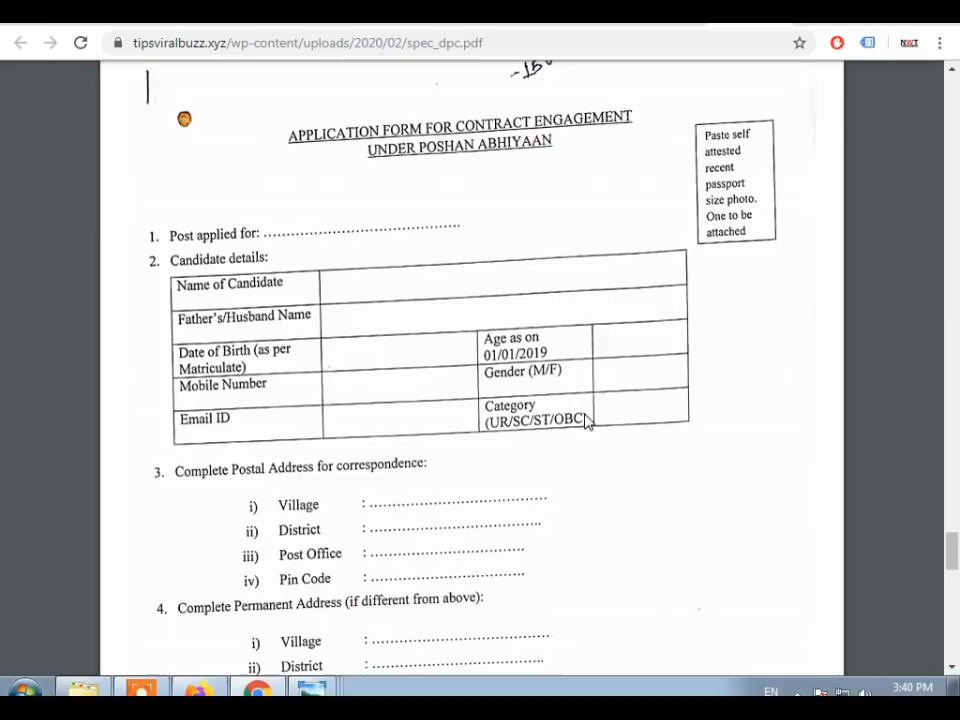 tipsviralbuzz.xyz/wp-content/uploads/2020/02/spec_dpc.pdf
APPLICATION FORM FOR CONTRACT ENGAGEMENT
UNDER POSHAN ABHIYAAN
Paste self
attested
recent
passport
size photo.
One to be
attached
1. Post applied for: ............................................
2. Candidate details:
Name of Candidate
Father's/Husband Name
Date of Birth (as per
Matriculate)
Age as on
01/01/2019
Mobile Number
Gender (M/F)
Email ID
Category
(UR/SC/ST/OBC)
3. Complete Postal Address for correspondence:
i) Village : .......................................
ii) District : .....................................
iii) Post Office : .................................
iv) Pin Code : .................................
4. Complete Permanent Address (if different from above):
i) Village : .......................................
ii) District : .....................................
EN
3:40 PM